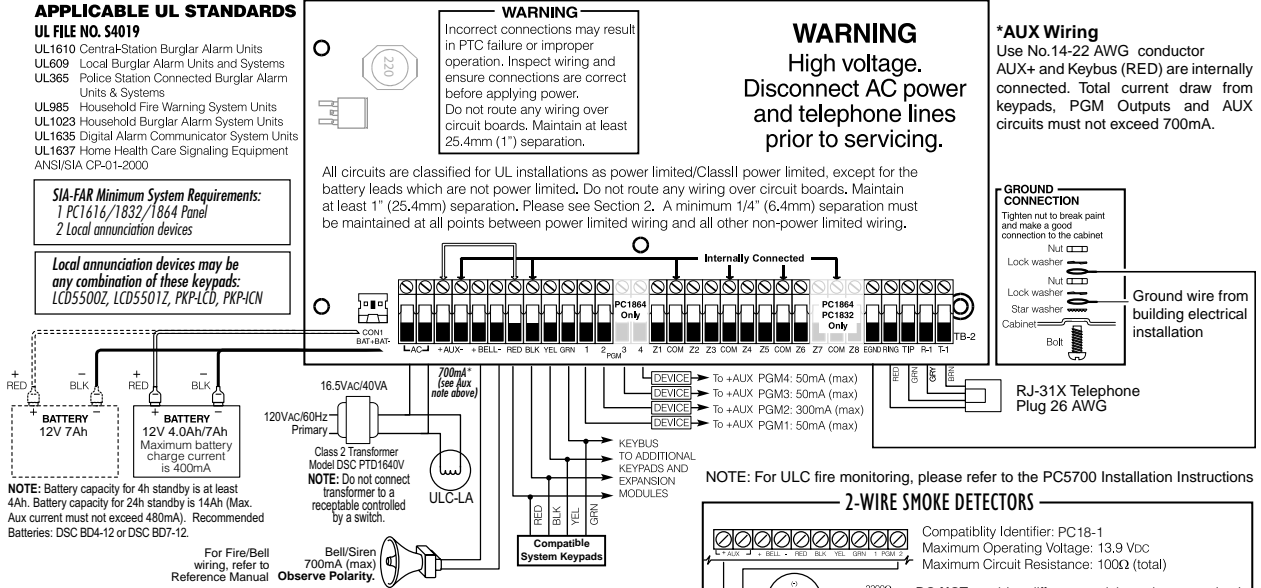 APPLICABLE UL STANDARDS
UL FILE NO. S4019
UL1610 Central-Station Burglar Alarm Units
UL609 Local Burglar Alarm Units and Systems
UL365 Police Station Connected Burglar Alarm
Units & Systems
UL985 Household Fire Warning System Units
UL1023 Household Burglar Alarm System Units
UL1635 Digital Alarm Communicator System Units
UL1637 Home Health Care Signaling Equipment
ANSI/SIA CP-01-2000
SIA-FAR Minimum System Requirements:
1 PC1616/1832/1864 Panel
2 Local annunciation devices
Local annunciation devices may be
any combination of these keypads:
LCD5500Z, LCD5501Z, PKP-LCD, PKP-ICN
220
WARNING
Incorrect connections may result
in PTC failure or improper
operation. Inspect wiring and
ensure connections are correct
before applying power.
Do not route any wiring over
circuit boards. Maintain at least
25.4mm (1") separation.
WARNING
High voltage.
Disconnect AC power
and telephone lines
prior to servicing.
*AUX Wiring
Use No.14-22 AWG conductor
AUX+ and Keybus (RED) are internally
connected. Total current draw from
keypads, PGM Outputs and AUX
circuits must not exceed 700mA.
All circuits are classified for UL installations as power limited/ClassII power limited, except for the
battery leads which are not power limited. Do not route any wiring over circuit boards. Maintain
at least 1" (25.4mm) separation. Please see Section 2. A minimum 1/4" (6.4mm) separation must
be maintained at all points between power limited wiring and all other non-power limited wiring.
GROUND
CONNECTION
Tighten nut to break paint
and make a good
connection to the cabinet
Nut
Lock washer
Nut
Lock washer
Star washer
Cabinet
Bolt
Ground wire from
building electrical
installation
Internally Connected
PC1864
Only
PC1864
PC1832
Only
TB-2
CON1
BAT+BAT-
AC +AUX- + BELL- RED BLK YEL GRN 1 2 PGM 3 4 Z1 COM Z2 Z3 COM Z4 Z5 COM Z6 Z7 COM Z8 EGND RING TIP R-1 T-1
+ RED - BLK + RED - BLK
+ - BATTERY
12V 7Ah
+ - BATTERY
12V 4.0Ah/7Ah
Maximum battery
charge current
is 400mA
NOTE: Battery capacity for 4h standby is at least
4Ah. Battery capacity for 24h standby is 14Ah (Max.
Aux current must not exceed 480mA). Recommended
Batteries: DSC BD4-12 or DSC BD7-12.
16.5VAC/40VA
120VAC/60Hz
Primary
Class 2 Transformer
Model DSC PTD1640V
NOTE: Do not connect
transformer to a
receptable controlled
by a switch.
700mA*
(see Aux
note above)
ULC-LA
For Fire/Bell
wiring, refer to
Reference Manual
Bell/Siren
700mA (max)
Observe Polarity.
DEVICE To +AUX PGM4: 50mA (max)
DEVICE To +AUX PGM3: 50mA (max)
DEVICE To +AUX PGM2: 300mA (max)
DEVICE To +AUX PGM1: 50mA (max)
KEYBUS
TO ADDITIONAL
KEYPADS AND
EXPANSION
MODULES
RED BLK YEL GRN
Compatible
System Keypads
RED GRN GRY BRN
RJ-31X Telephone
Plug 26 AWG
NOTE: For ULC fire monitoring, please refer to the PC5700 Installation Instructions
2-WIRE SMOKE DETECTORS
+ AUX - + BELL - RED BLK YEL GRN 1 PGM 2
Compatiblity Identifier: PC18-1
Maximum Operating Voltage: 13.9 VDC
Maximum Circuit Resistance: 100Ω (total)